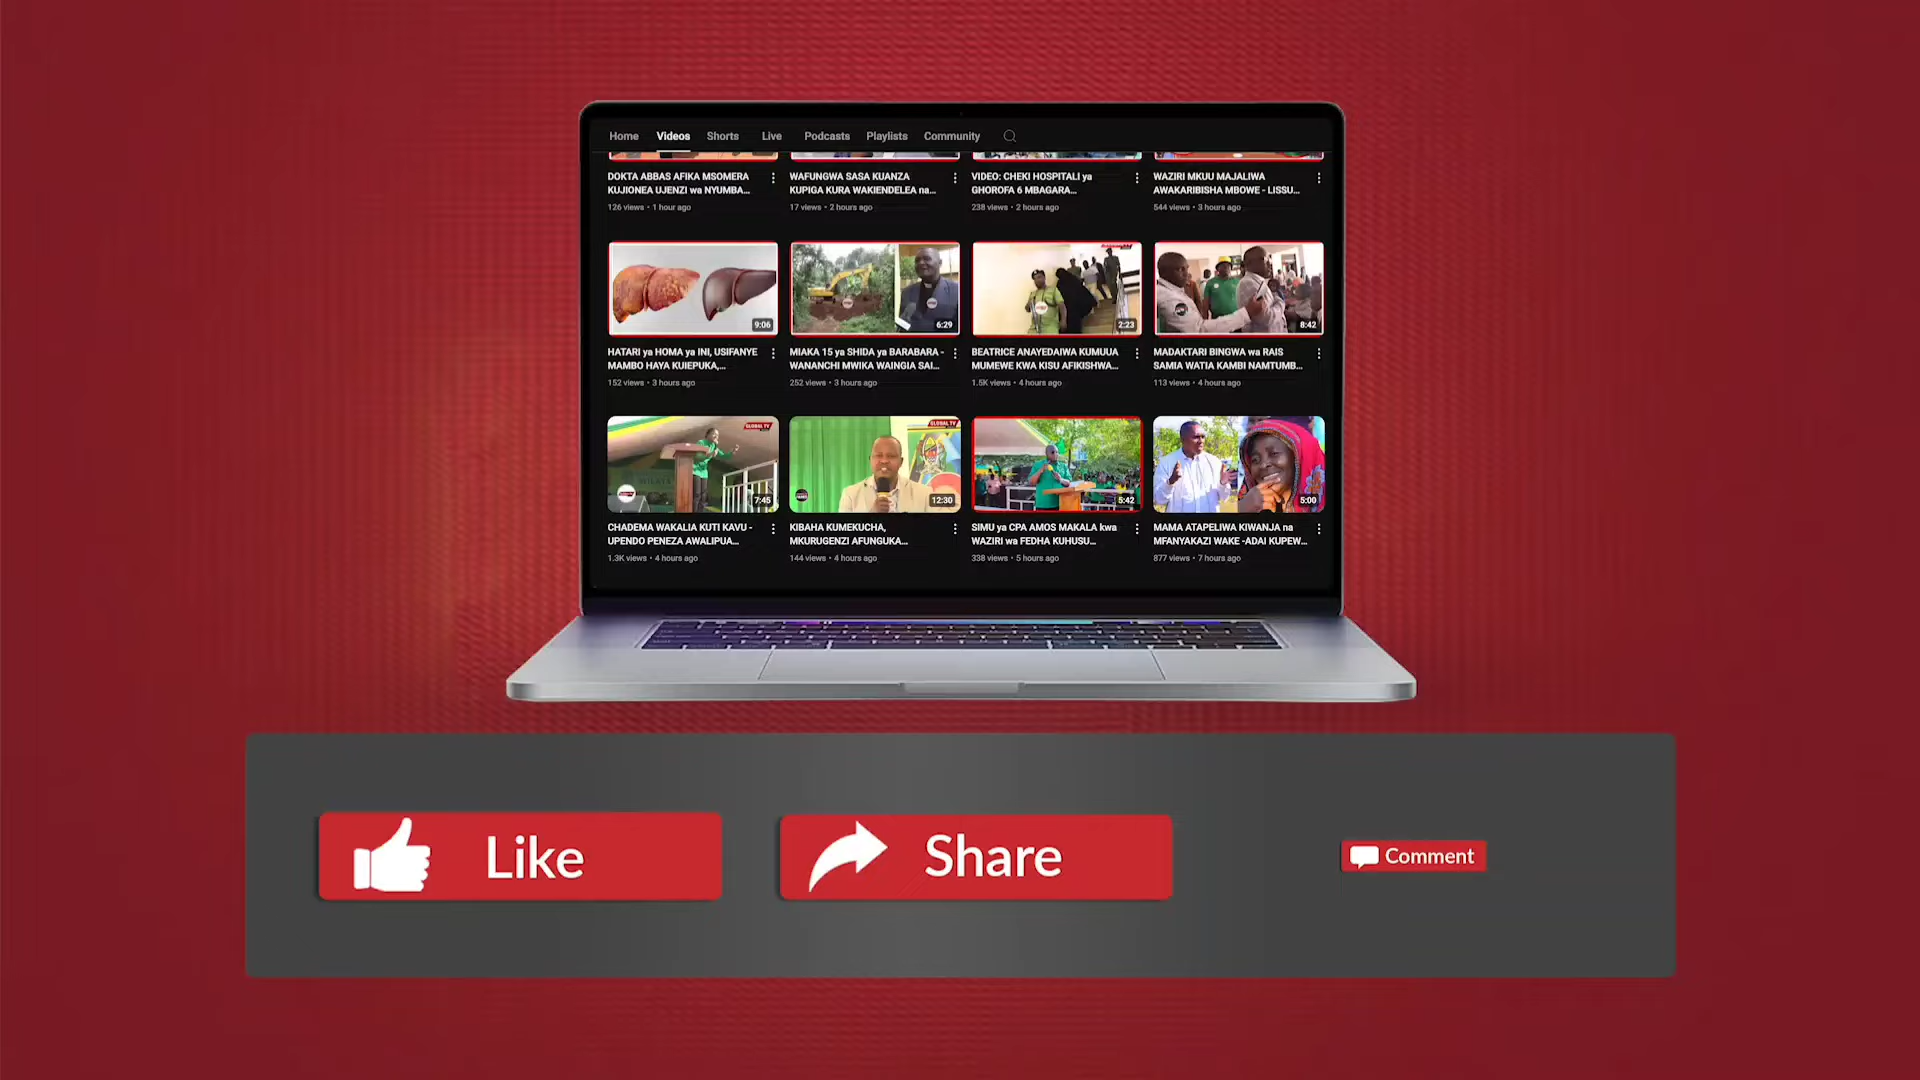 Home Videos Shorts Live Podcasts Playlists Community
DOKTA ABBAS AFIKA MSOMERA
KUJIONEA UJENZI wa NYUMBA...
126 views • 1 hour ago
WAFUNGWA SASA KUANZA
KUPIGA KURA WAKIENDELEA na...
17 views • 2 hours ago
VIDEO: CHEKI HOSPITALI ya
GHOROFA 6 MBAGARA...
238 views • 2 hours ago
WAZIRI MKUU MAJALIWA
AWAKARIBISHA MBOWE - LISSU...
544 views • 3 hours ago
9:06
HATARI ya HOMA ya INI, USIFANYE
MAMBO HAYA KUIEPUKA,...
152 views • 3 hours ago
6:29
MIAKA 15 ya SHIDA ya BARABARA -
WANANCHI MWIKA WAINGIA SAI...
252 views • 3 hours ago
2:23
BEATRICE ANAYEDAIWA KUMUUA
MUMEWE KWA KISU AFIKISHWA...
1.5K views • 4 hours ago
8:42
MADAKTARI BINGWA wa RAIS
SAMIA WATIA KAMBI NAMTUMB...
113 views • 4 hours ago
GLOBAL TV
7:45
CHADEMA WAKALIA KUTI KAVU -
UPENDO PENEZA AWALIPUA...
1.3K views • 4 hours ago
GLOBAL TV
12:30
KIBAHA KUMEKUCHA,
MKURUGENZI AFUNGUKA...
144 views • 4 hours ago
5:42
SIMU ya CPA AMOS MAKALA kwa
WAZIRI wa FEDHA KUHUSU...
338 views • 5 hours ago
5:00
MAMA ATAPELIWA KIWANJA na
MFANYAKAZI WAKE -ADAI KUPEW...
877 views • 7 hours ago
Like
Share
Comment